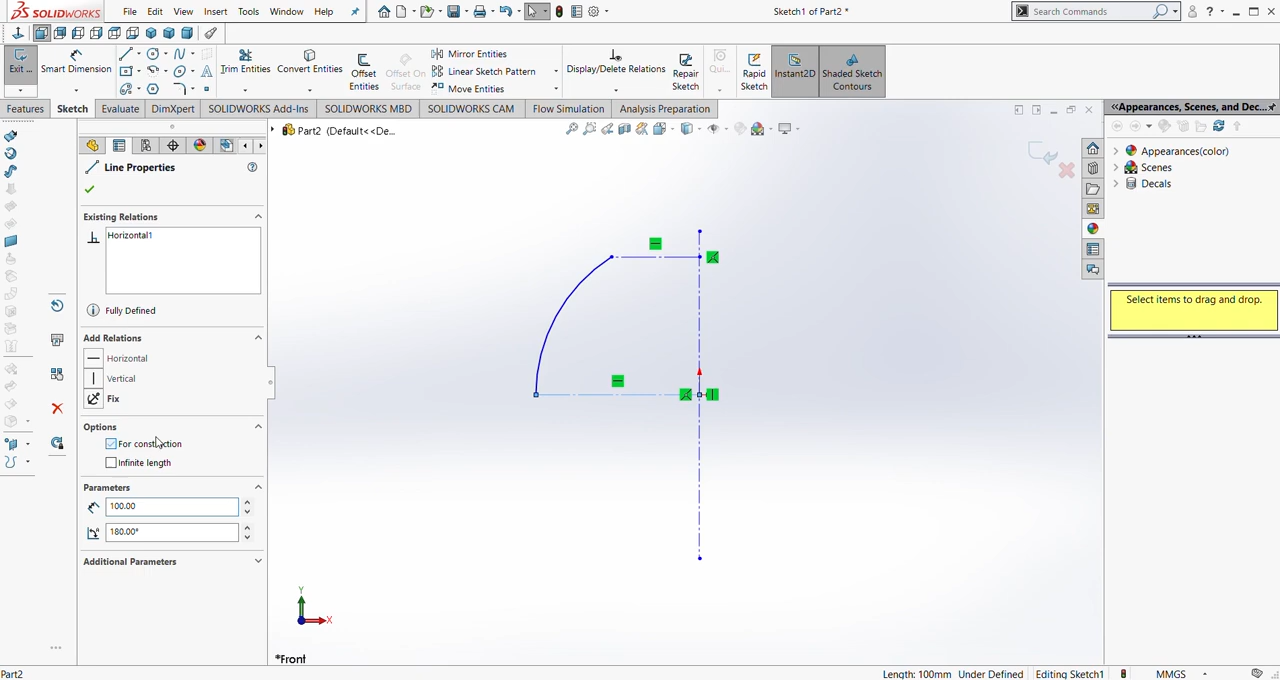 SOLIDWORKS File Edit View Insert Tools Window Help Sketch1 of Part2 * Search Commands
Exit ... Smart Dimension Trim Entities Convert Entities Offset Entities Offset On Surface Mirror Entities Linear Sketch Pattern Move Entities Display/Delete Relations Repair Sketch Qui... Rapid Sketch Instant2D Shaded Sketch Contours
Features Sketch Evaluate DimXpert SOLIDWORKS Add-Ins SOLIDWORKS MBD SOLIDWORKS CAM Flow Simulation Analysis Preparation
Appearances, Scenes, and Dec...
Part2 (Default<<De...
Appearances(color)
Scenes
Decals
Line Properties
Existing Relations
Horizontal1
Fully Defined
Add Relations
Horizontal
Vertical
Fix
Options
For construction
Infinite length
Parameters
100.00
180.00°
Additional Parameters
Select items to drag and drop.
Y
X
*Front
Part2 Length: 100mm Under Defined Editing Sketch1 MMGS